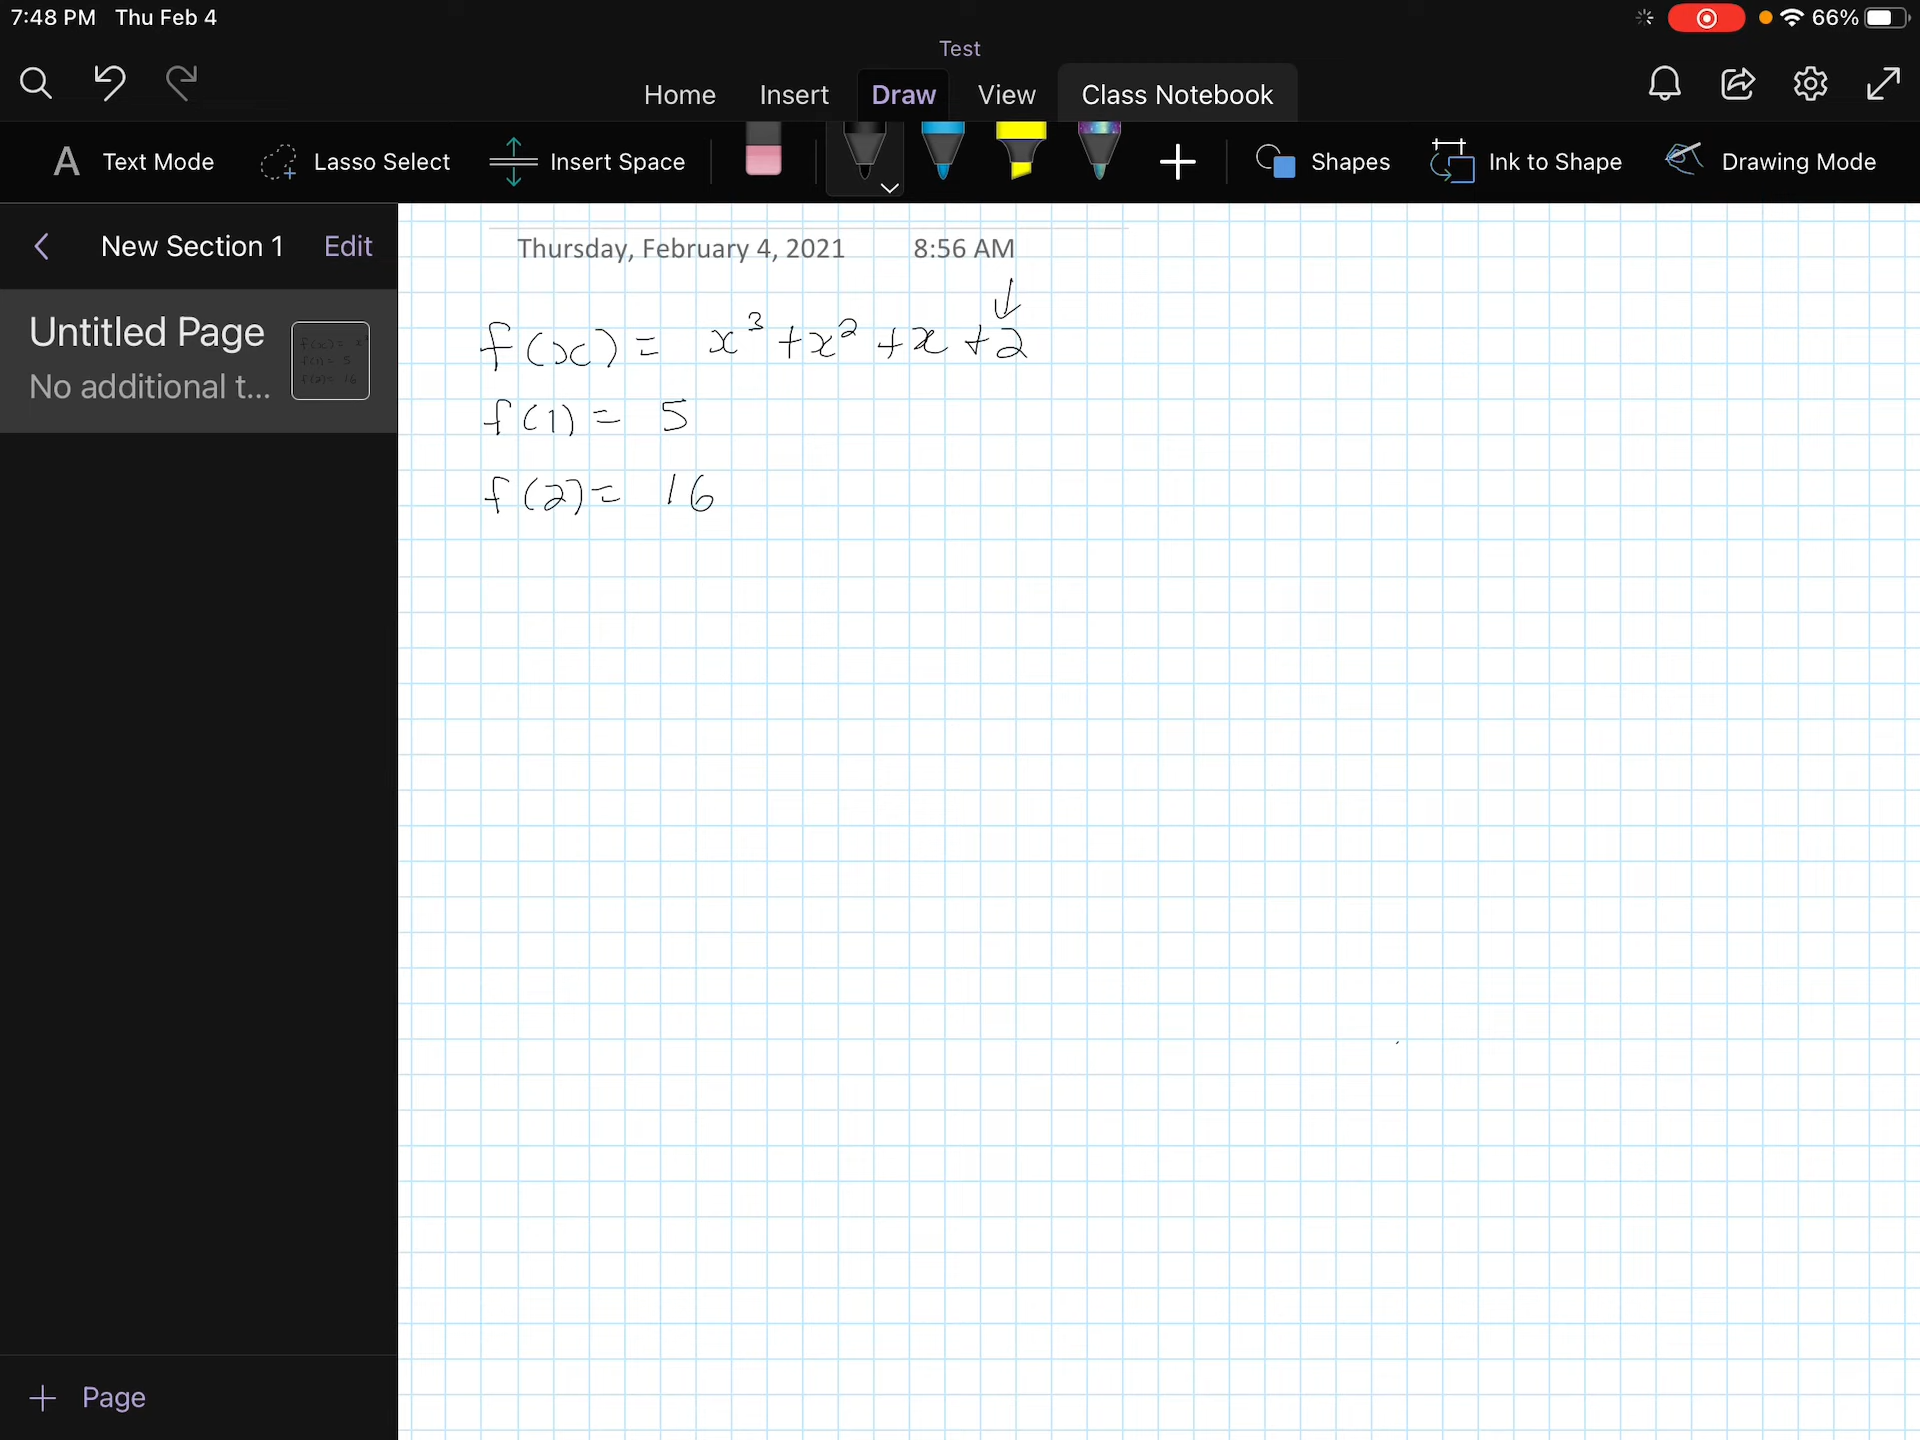 7:48 PM Thu Feb 4
66%
Test
Home Insert Draw View Class Notebook
Text Mode Lasso Select Insert Space Shapes Ink to Shape Drawing Mode
New Section 1 Edit
Untitled Page
No additional t...
Thursday, February 4, 2021 8:56 AM
f(x) = x³ + x² + x + 2
f(1) = 5
f(2) = 16
+ Page